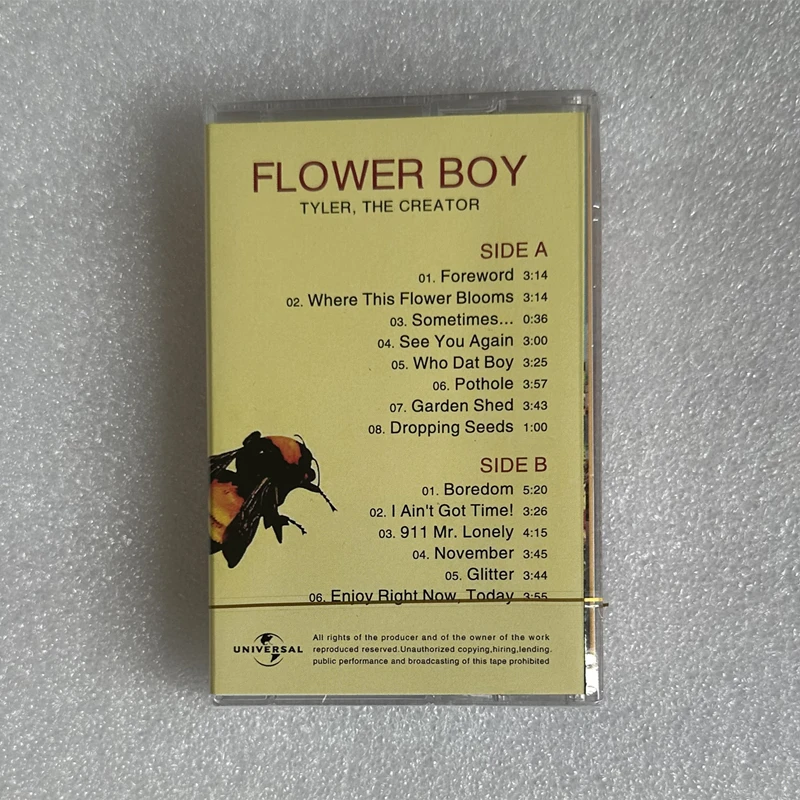 FLOWER BOY
TYLER, THE CREATOR
SIDE A
01. Foreword 3:14
02. Where This Flower Blooms 3:14
03. Sometimes... 0:36
04. See You Again 3:00
05. Who Dat Boy 3:25
06. Pothole 3:57
07. Garden Shed 3:43
08. Dropping Seeds 1:00
SIDE B
01. Boredom 5:20
02. I Ain't Got Time! 3:26
03. 911 Mr. Lonely 4:15
04. November 3:45
05. Glitter 3:44
06. Enjoy Right Now, Today 3:55
UNIVERSAL
All rights of the producer and of the owner of the work
reproduced reserved.Unauthorized copying,hiring,lending.
public performance and broadcasting of this tape prohibited